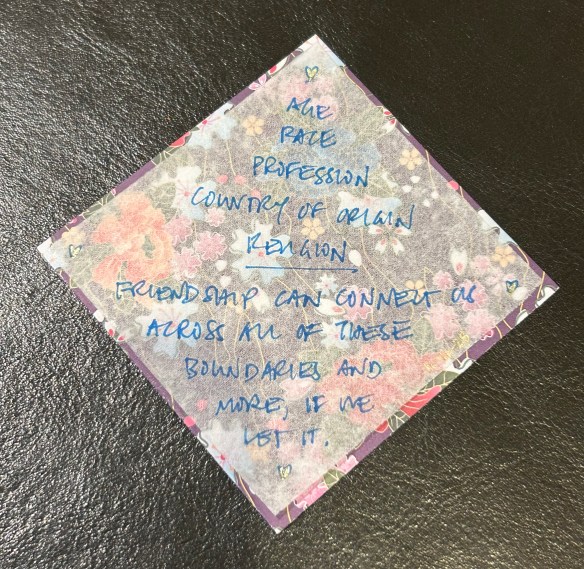 AGE
RACE
PROFESSION
COUNTRY OF ORIGIN
RELIGION
FRIENDSHIP CAN CONNECT US
ACROSS ALL OF THESE
BOUNDARIES AND
MORE, IF WE
LET IT.